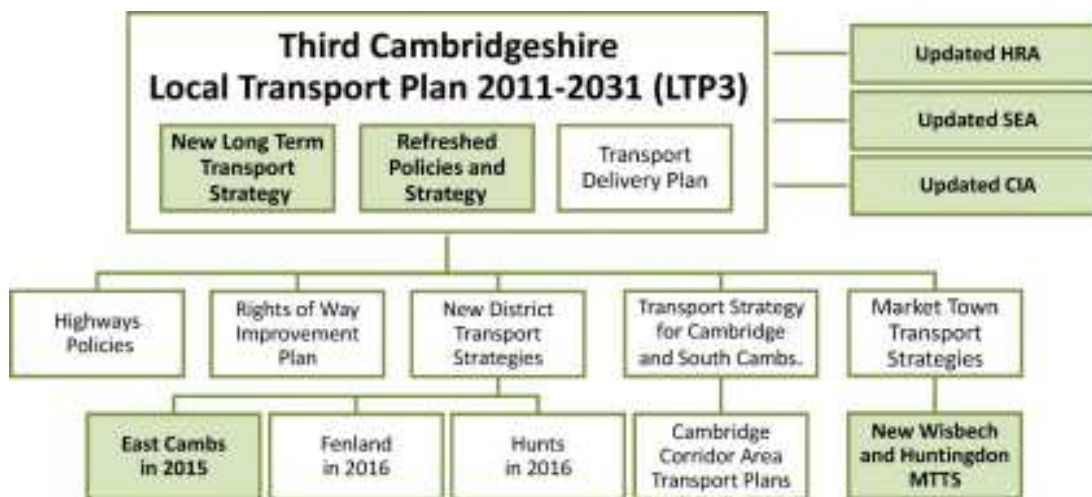 Third Cambridgeshire
Local Transport Plan 2011-2031 (LTP3)
New Long Term
Transport
Strategy
Refreshed
Policies and
Strategy
Transport
Delivery Plan
Updated HRA
Updated SEA
Updated CIA
Highways
Policies
Rights of Way
Improvement
Plan
New District
Transport
Strategies
Transport Strategy
for Cambridge
and South Cambs.
Market Town
Transport
Strategies
East Cambs
in 2015
Fenland
in 2016
Hunts
in 2016
Cambridge
Corridor Area
Transport Plans
New Wisbech
and Huntingdon
MTTS